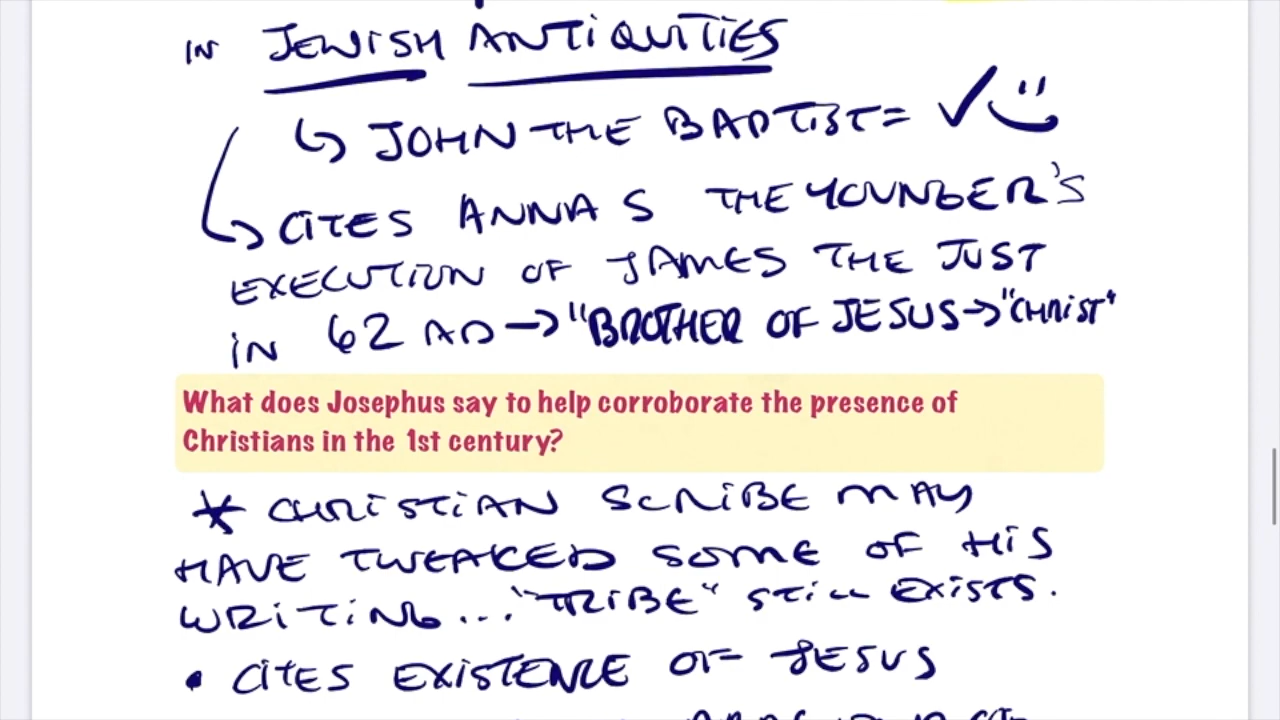 IN JEWISH ANTIQUITIES
↳ JOHN THE BAPTIST = ✓
↳ CITES ANNAS THE YOUNGER'S
EXECUTION OF JAMES THE JUST
IN 62 AD → "BROTHER OF JESUS → "CHRIST"
What does Josephus say to help corroborate the presence of
Christians in the 1st century?
* CHRISTIAN SCRIBE MAY
HAVE TWEAKED SOME OF HIS
WRITING... "TRIBE" STILL EXISTS.
• CITES EXISTENCE OF JESUS